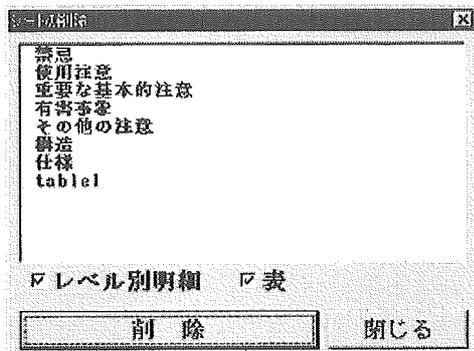 シートの削除
禁忌
使用注意
重要な基本的注意
有害事象
その他の注意
構造
仕様
table1
レベル別明細
表
削 除
閉じる